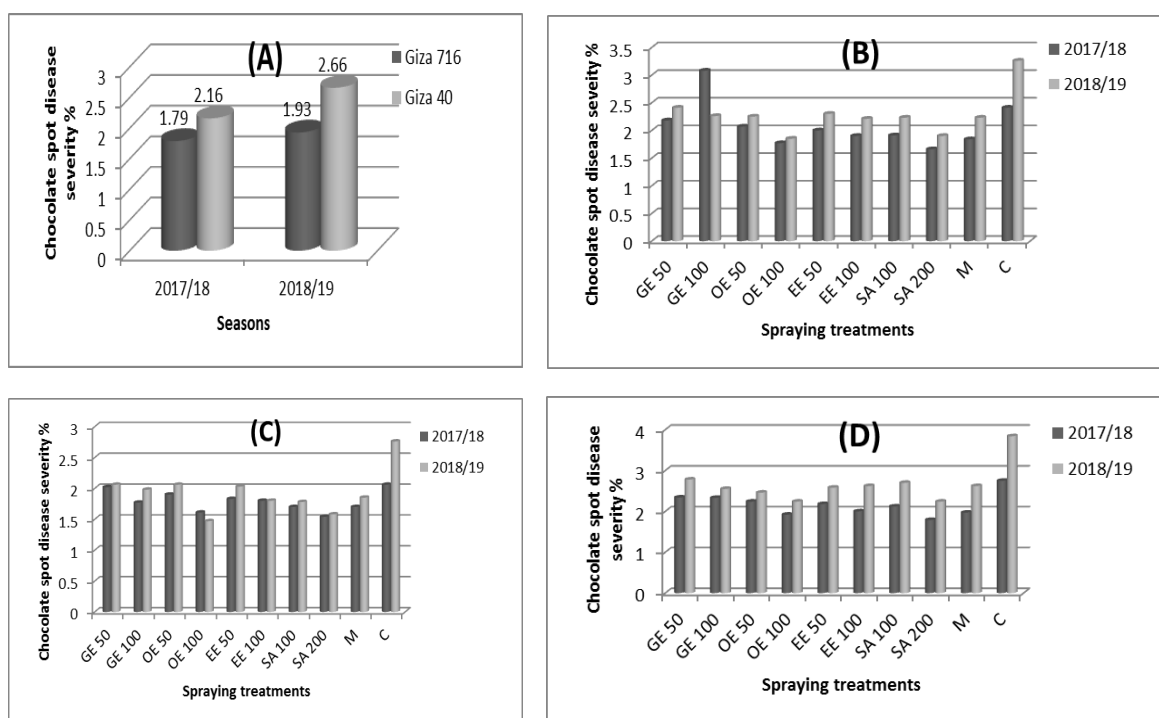 (A)
Chocolate spot disease
severity %
3
2.5
2
1.5
1
0.5
0
1.79
2.16
1.93
2.66
2017/18
2018/19
Seasons
Giza 716
Giza 40
(B)
Chocolate spot disease seveity %
3.5
3
2.5
2
1.5
1
0.5
0
GE 50
GE 100
OE 50
OE 100
EE 50
EE 100
SA 100
SA 200
M
C
Spraying treatments
2017/18
2018/19
(C)
Chocolate spot disease severity %
3
2.5
2
1.5
1
0.5
0
GE 50
GE 100
OE 50
OE 100
EE 50
EE 100
SA 100
SA 200
M
C
Spraying treatments
2017/18
2018/19
(D)
Chocolate spot disease
severity %
4
3
2
1
0
GE 50
GE 100
OE 50
OE 100
EE 50
EE 100
SA 100
SA 200
M
C
Spraying treatments
2017/18
2018/19